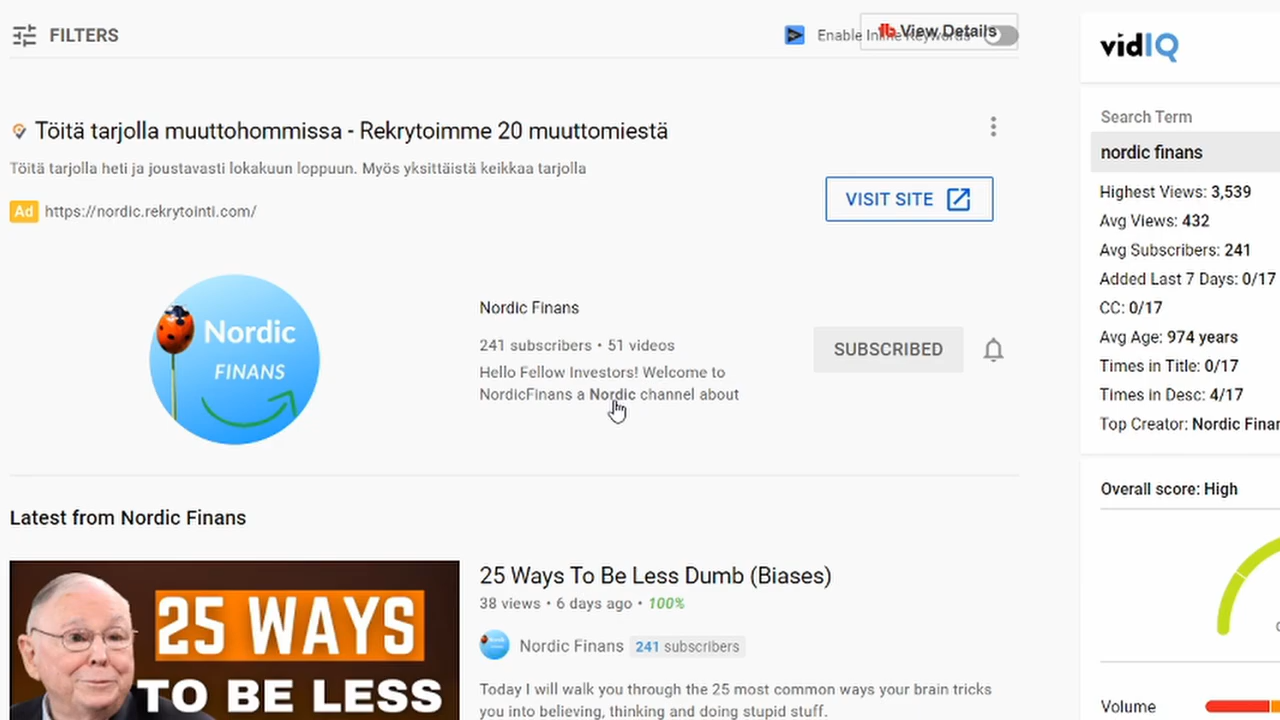 FILTERS
Enable Inline Keywords
View Details
Töitä tarjolla muuttohommissa - Rekrytoimme 20 muuttomiestä
Töitä tarjolla heti ja joustavasti lokakuun loppuun. Myös yksittäistä keikkaa tarjolla
Ad https://nordic.rekrytointi.com/
VISIT SITE
Nordic
FINANS
Nordic Finans
241 subscribers • 51 videos
Hello Fellow Investors! Welcome to
NordicFinans a Nordic channel about
SUBSCRIBED
Latest from Nordic Finans
25 WAYS
TO BE LESS
25 Ways To Be Less Dumb (Biases)
38 views • 6 days ago • 100%
Nordic Finans 241 subscribers
Today I will walk you through the 25 most common ways your brain tricks
you into believing, thinking and doing stupid stuff.
vidIQ
Search Term
nordic finans
Highest Views: 3,539
Avg Views: 432
Avg Subscribers: 241
Added Last 7 Days: 0/17
CC: 0/17
Avg Age: 974 years
Times in Title: 0/17
Times in Desc: 4/17
Top Creator: Nordic Finan
Overall score: High
Volume